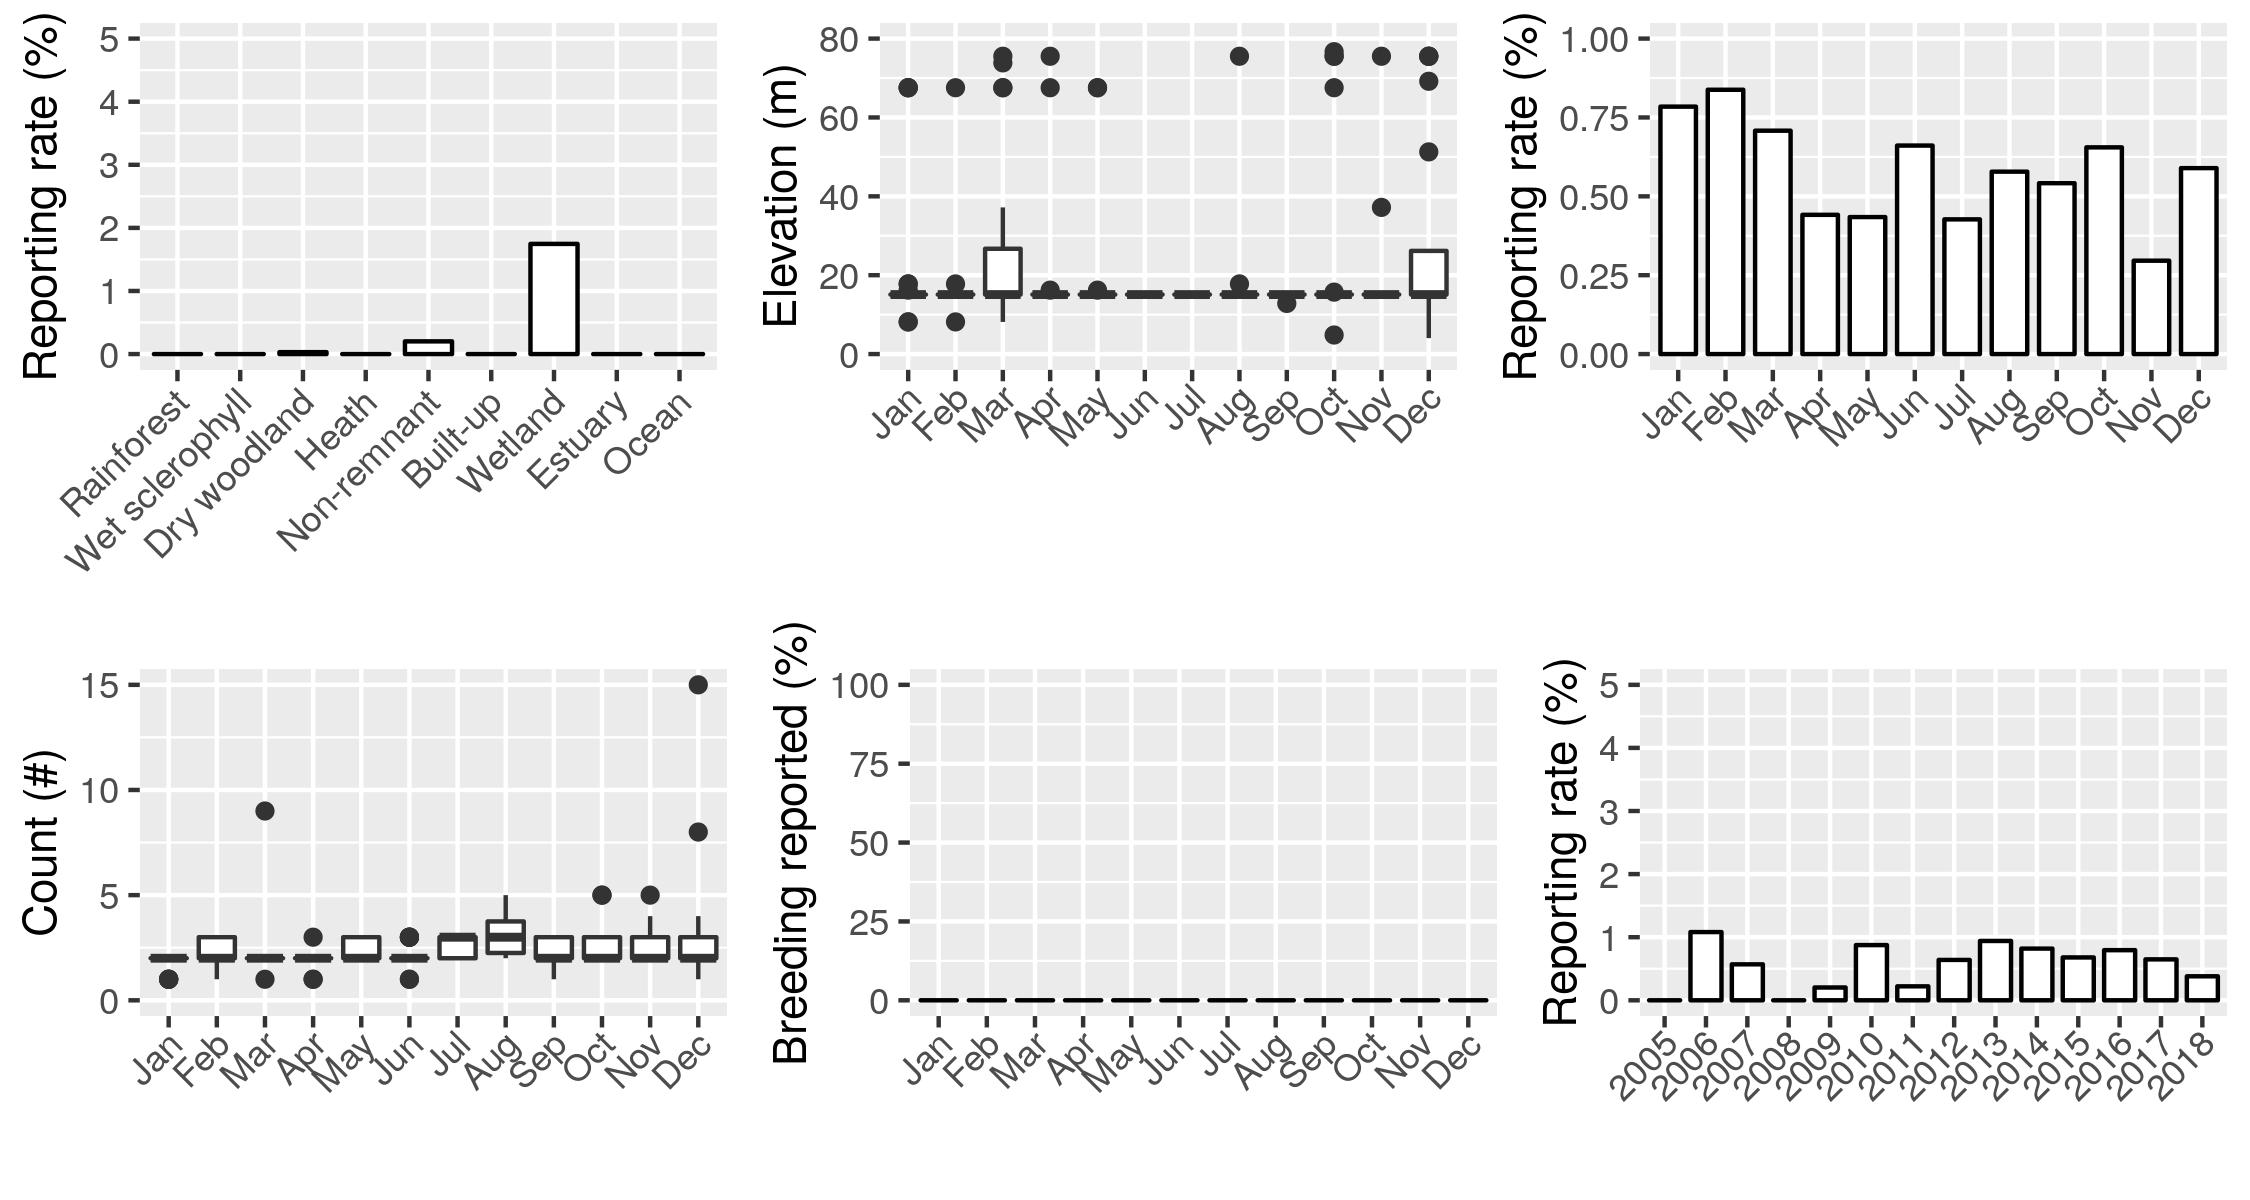 Reporting rate (%)
5
4
3
2
1
0
Rainforest
Wet sclerophyll
Dry woodland
Heath
Non-remnant
Built-up
Wetland
Estuary
Ocean
Elevation (m)
80
60
40
20
0
Jan
Feb
Mar
Apr
May
Jun
Jul
Aug
Sep
Oct
Nov
Dec
Reporting rate (%)
1.00
0.75
0.50
0.25
0.00
Jan
Feb
Mar
Apr
May
Jun
Jul
Aug
Sep
Oct
Nov
Dec
Count (#)
15
10
5
0
Jan
Feb
Mar
Apr
May
Jun
Jul
Aug
Sep
Oct
Nov
Dec
Breeding reported (%)
100
75
50
25
0
Jan
Feb
Mar
Apr
May
Jun
Jul
Aug
Sep
Oct
Nov
Dec
Reporting rate (%)
5
4
3
2
1
0
2005
2006
2007
2008
2009
2010
2011
2012
2013
2014
2015
2016
2017
2018